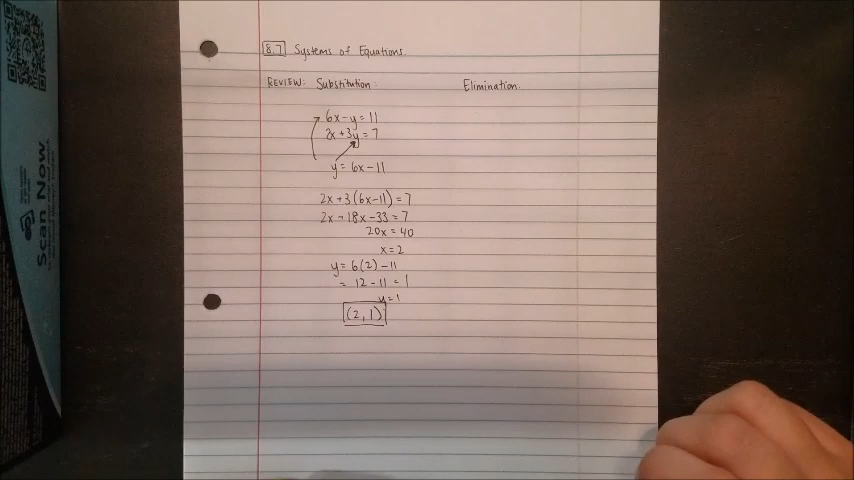 8.7 Systems of Equations.
REVIEW: Substitution: Elimination.
6x-y=11
2x+3y=7
y=6x-11
2x+3(6x-11)=7
2x+18x-33=7
20x=40
x=2
y=6(2)-11
= 12-11=1
y=1
(2,1)
Scan Now